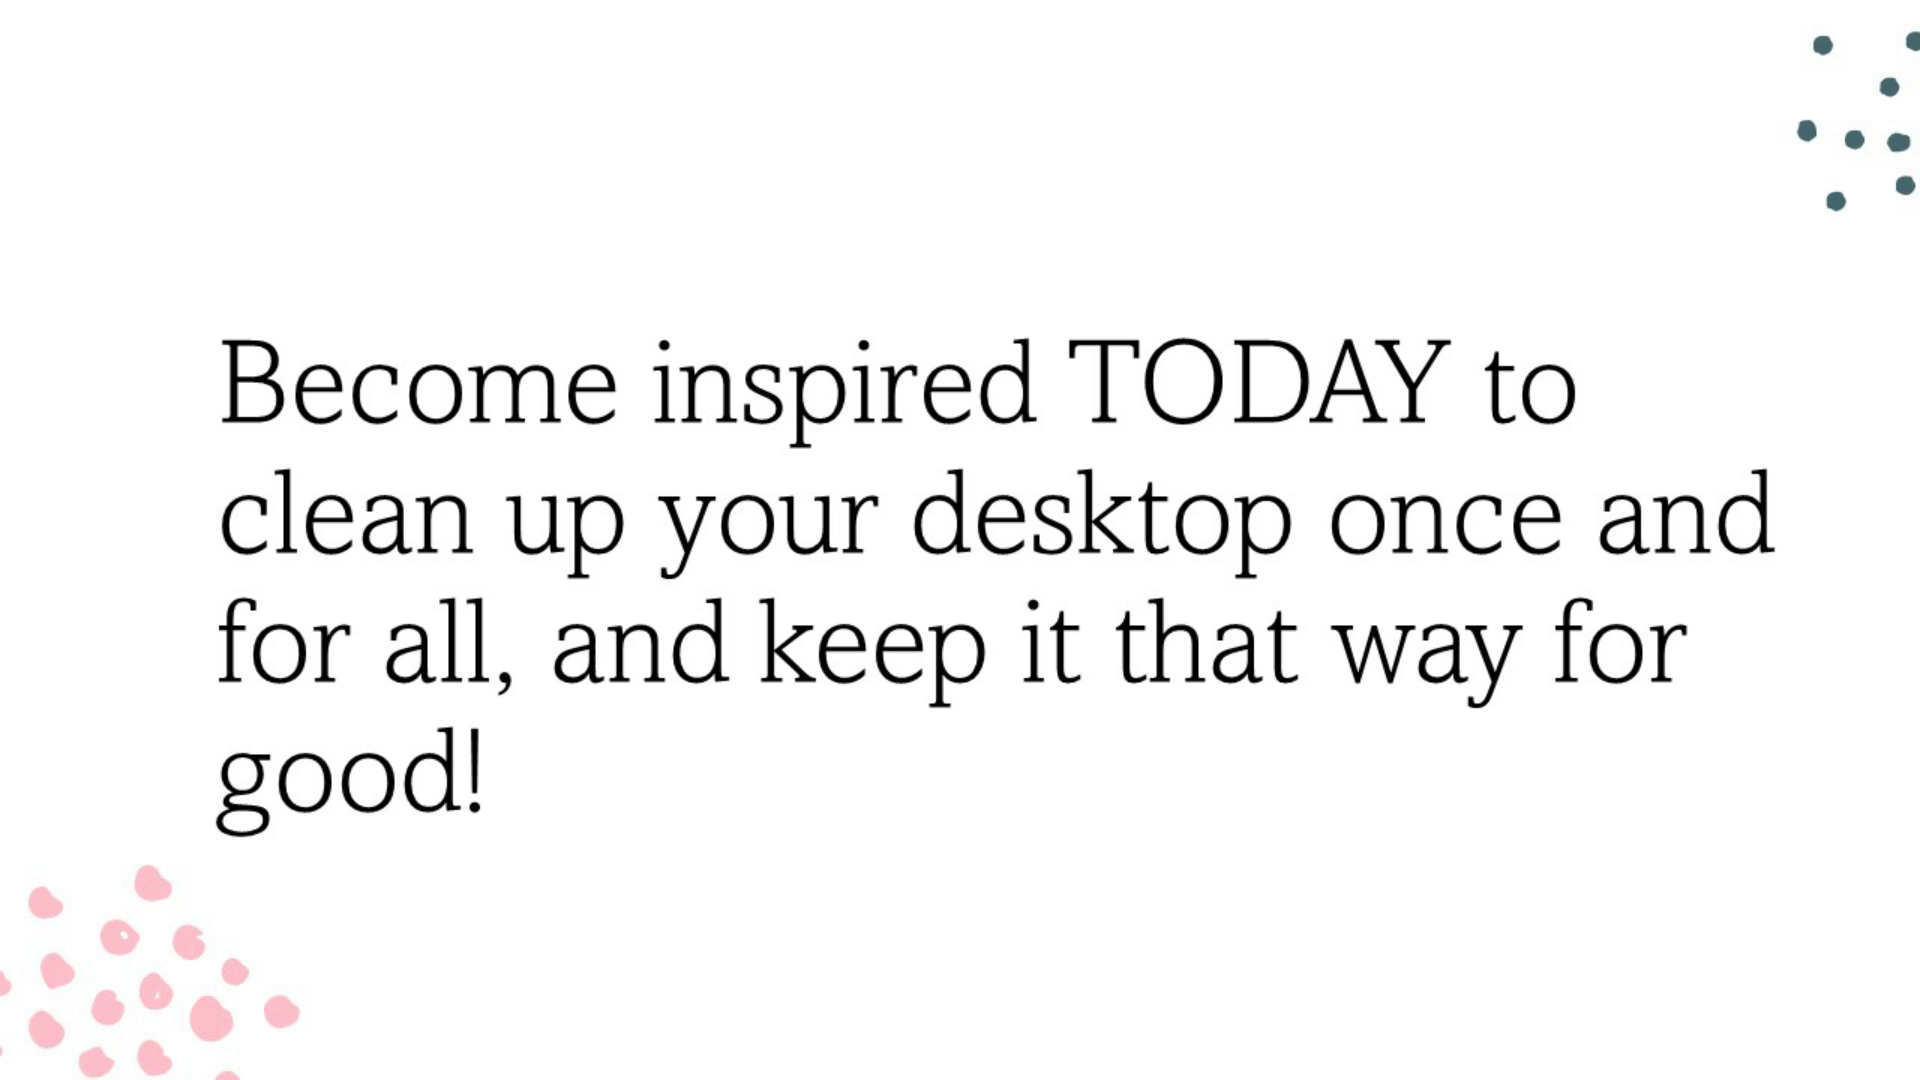 Become inspired TODAY to
clean up your desktop once and
for all, and keep it that way for
good!